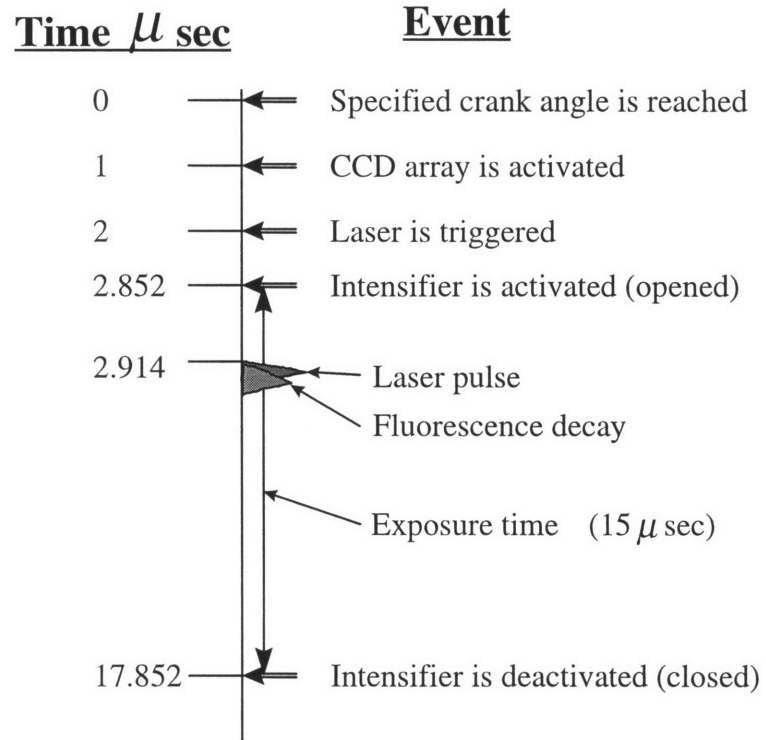 Time μ sec Event
0 Specified crank angle is reached
1 CCD array is activated
2 Laser is triggered
2.852 Intensifier is activated (opened)
2.914 Laser pulse
Fluorescence decay
Exposure time (15 μ sec)
17.852 Intensifier is deactivated (closed)